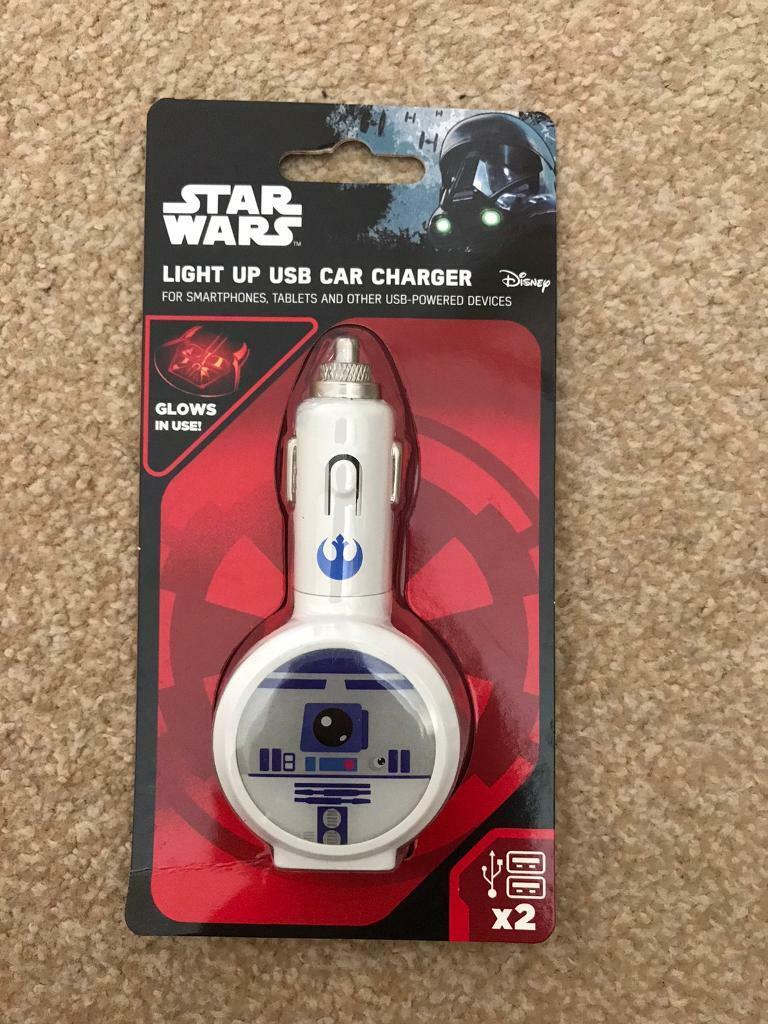 STAR
WARS™
LIGHT UP USB CAR CHARGER
Disney
FOR SMARTPHONES, TABLETS AND OTHER USB-POWERED DEVICES
GLOWS
IN USE!
x2